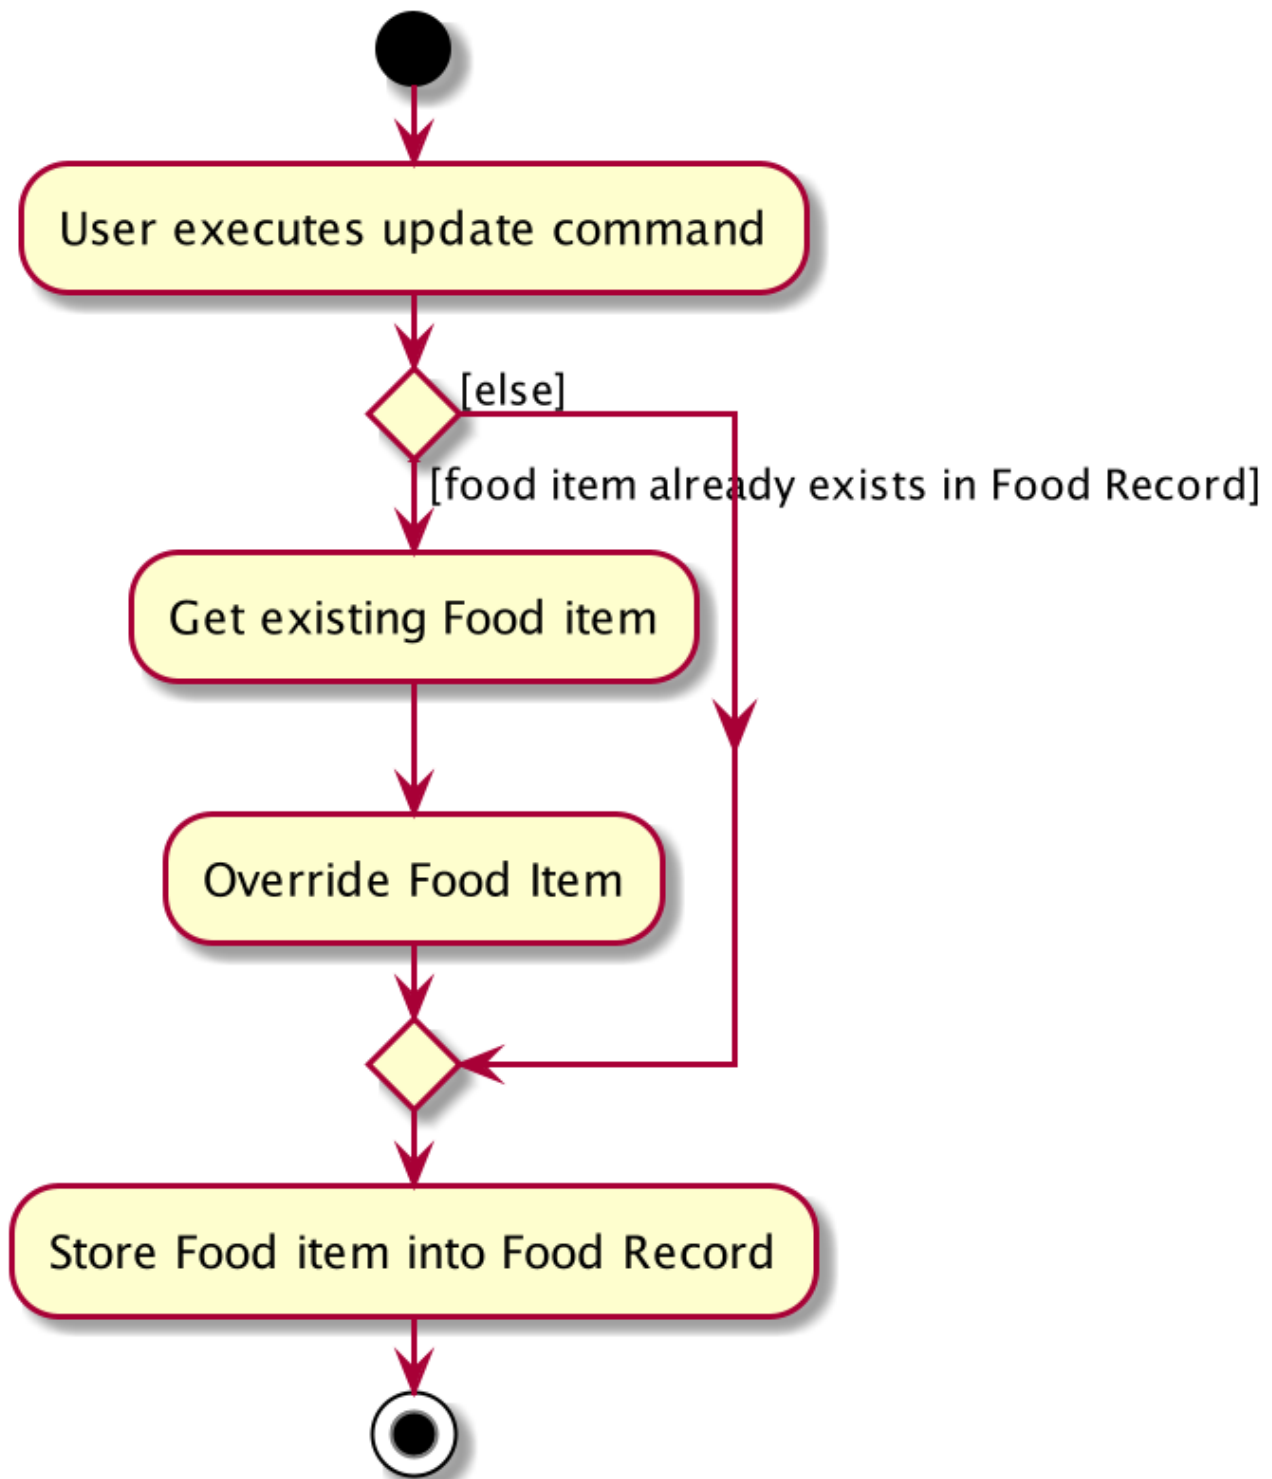 User executes update command
[else]
[food item already exists in Food Record]
Get existing Food item
Override Food Item
Store Food item into Food Record